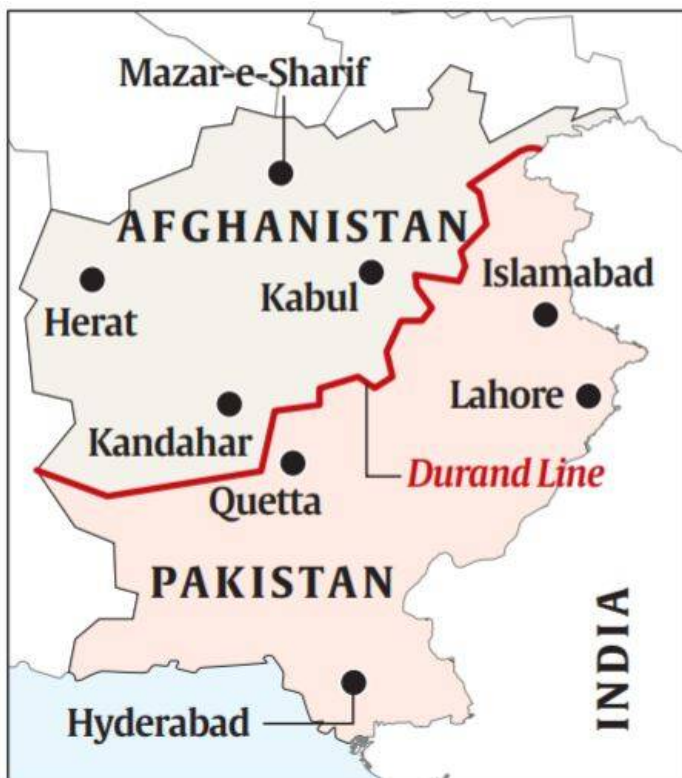 Mazar-e-Sharif
AFGHANISTAN
Islamabad
Kabul
Herat
Lahore
Kandahar
Durand Line
Quetta
PAKISTAN
INDIA
Hyderabad